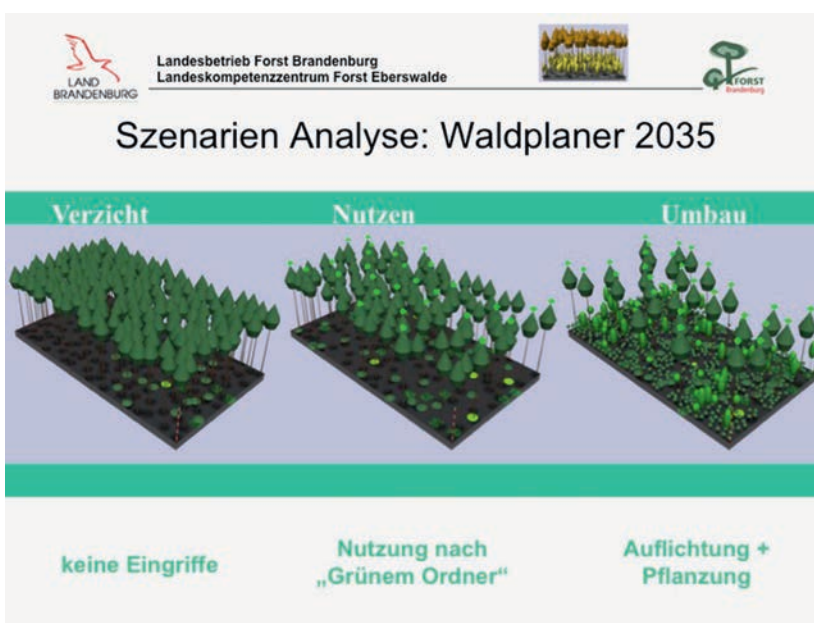 LAND
BRANDENBURG
Landesbetrieb Forst Brandenburg
Landeskompetenzzentrum Forst Eberswalde
FORST
Brandenburg
Szenarien Analyse: Waldplaner 2035
Verzicht
Nutzen
Umbau
keine Eingriffe
Nutzung nach
„Grünem Ordner“
Auflichtung +
Pflanzung